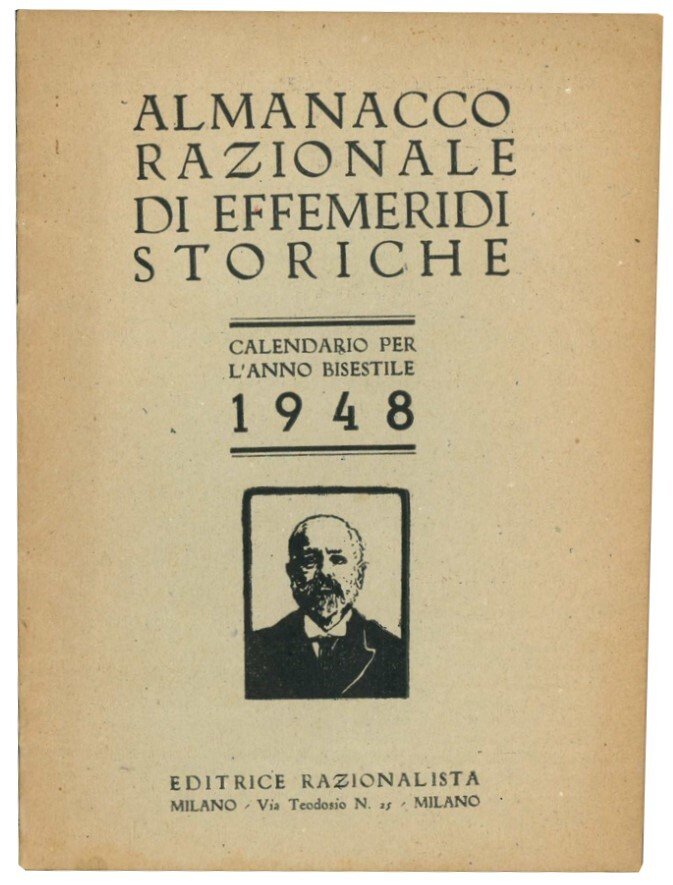 ALMANACCO
RAZIONALE
DI EFFEMERIDI
STORICHE
CALENDARIO PER
L'ANNO BISESTILE
1948
EDITRICE RAZIONALISTA
MILANO - Via Teodosio N. 25 - MILANO